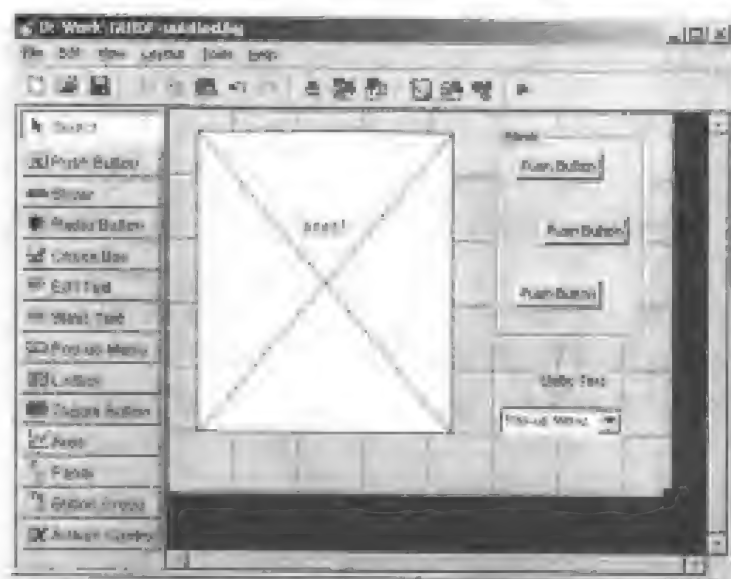 File Edit View Layout Tools Help
Select
Push Button
Slider
Radio Button
Check Box
Edit Text
Static Text
Pop-up Menu
Listbox
Toggle Button
Axes
Panel
Button Group
ActiveX Control
axes1
Panel
Push Button
Push Button
Push Button
Static Text
Pop-up Menu